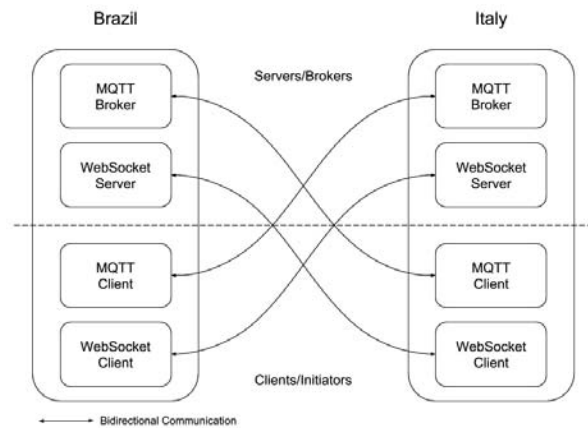 Brazil
Italy
Servers/Brokers
MQTT
Broker
MQTT
Broker
WebSocket
Server
WebSocket
Server
MQTT
Client
MQTT
Client
WebSocket
Client
WebSocket
Client
Clients/Initiators
Bidirectional Communication